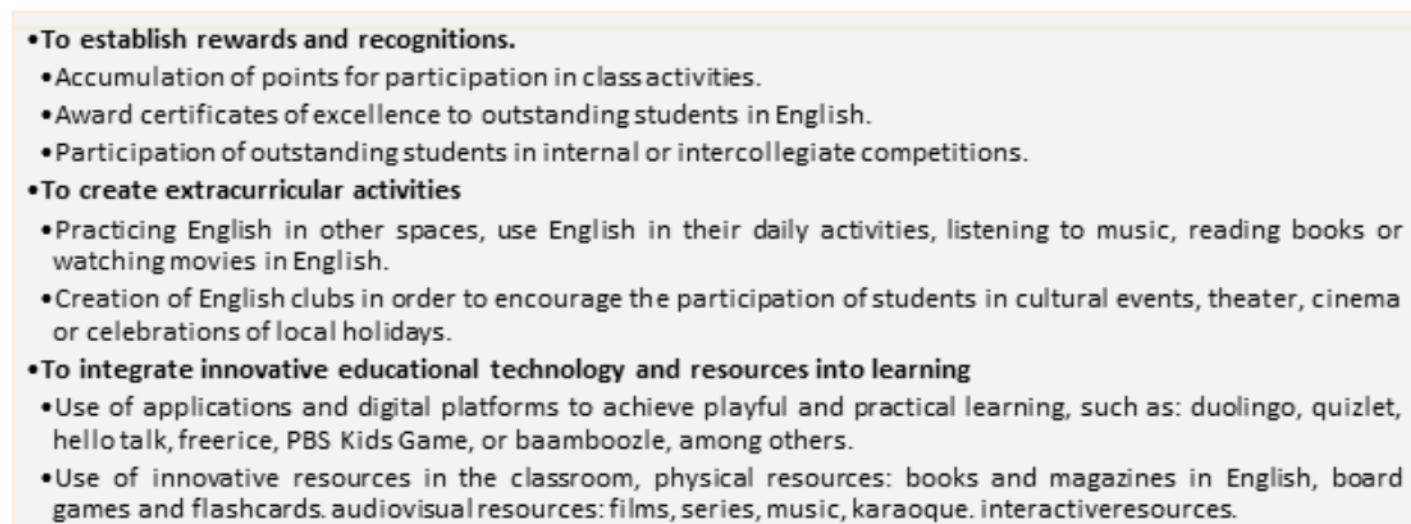 •To establish rewards and recognitions.
•Accumulation of points for participation in class activities.
•Award certificates of excellence to outstanding students in English.
•Participation of outstanding students in internal or intercollegiate competitions.
•To create extracurricular activities
•Practicing English in other spaces, use English in their daily activities, listening to music, reading books or
watching movies in English.
•Creation of English clubs in order to encourage the participation of students in cultural events, theater, cinema
or celebrations of local holidays.
•To integrate innovative educational technology and resources into learning
•Use of applications and digital platforms to achieve playful and practical learning, such as: duolingo, quizlet,
hello talk, freerice, PBS Kids Game, or baamboozle, among others.
•Use of innovative resources in the classroom, physical resources: books and magazines in English, board
games and flashcards. audiovisual resources: films, series, music, karaoque. interactiveresources.